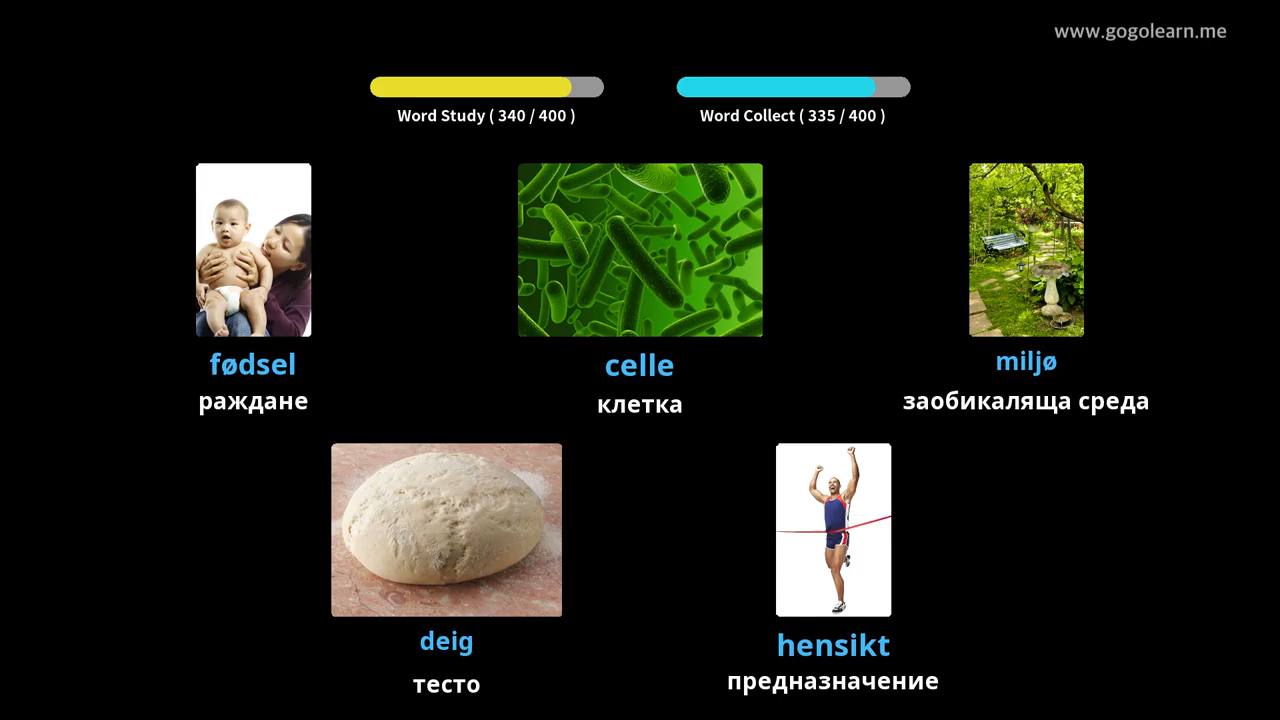 www.gogolearn.me
Word Study ( 340 / 400 )
Word Collect ( 335 / 400 )
fødsel
celle
miljø
раждане
клетка
заобикаляща среда
deig
hensikt
тесто
предназначение